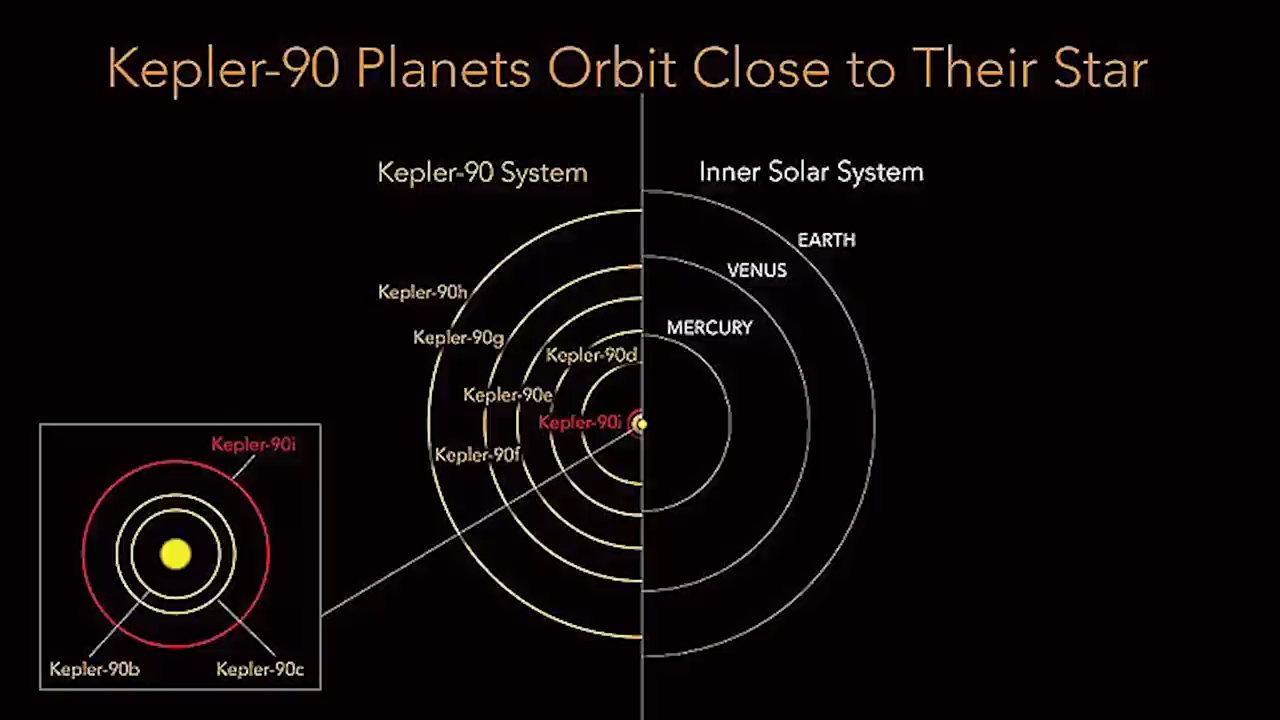 Kepler-90 Planets Orbit Close to Their Star
Kepler-90 System
Inner Solar System
EARTH
VENUS
Kepler-90h
MERCURY
Kepler-90g
Kepler-90d
Kepler-90e
Kepler-90i
Kepler-90f
Kepler-90i
Kepler-90b
Kepler-90c